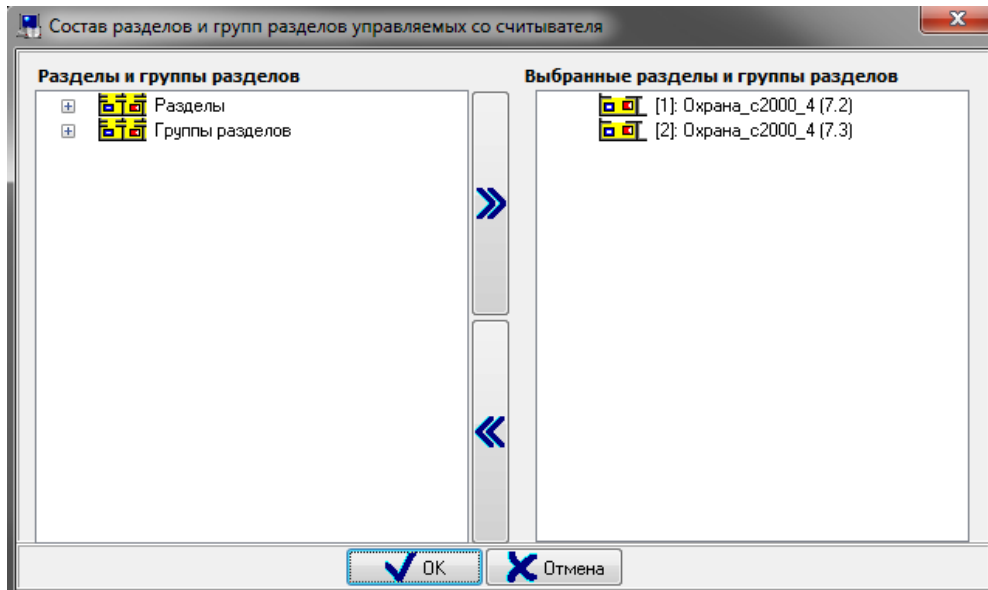 Состав разделов и групп разделов управляемых со считывателя
Разделы и группы разделов
Разделы
Группы разделов
Выбранные разделы и группы разделов
[1]: Охрана_с2000_4 (7.2)
[2]: Охрана_с2000_4 (7.3)
OK
Отмена